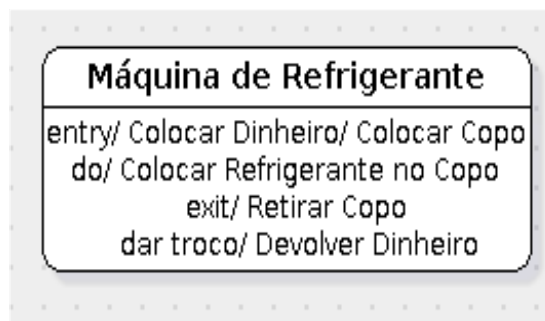 Máquina de Refrigerante
entry/ Colocar Dinheiro/ Colocar Copo
do/ Colocar Refrigerante no Copo
exit/ Retirar Copo
dar troco/ Devolver Dinheiro